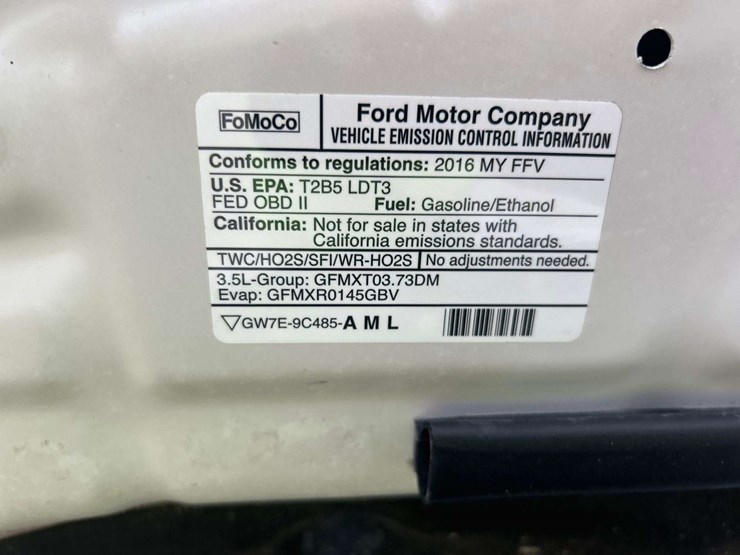 FoMoCo
Ford Motor Company
VEHICLE EMISSION CONTROL INFORMATION
Conforms to regulations: 2016 MY FFV
U.S. EPA: T2B5 LDT3
FED OBD II Fuel: Gasoline/Ethanol
California: Not for sale in states with
California emissions standards.
TWC/HO2S/SFI/WR-HO2S No adjustments needed.
3.5L-Group: GFMXT03.73DM
Evap: GFMXR0145GBV
GW7E-9C485-A M L